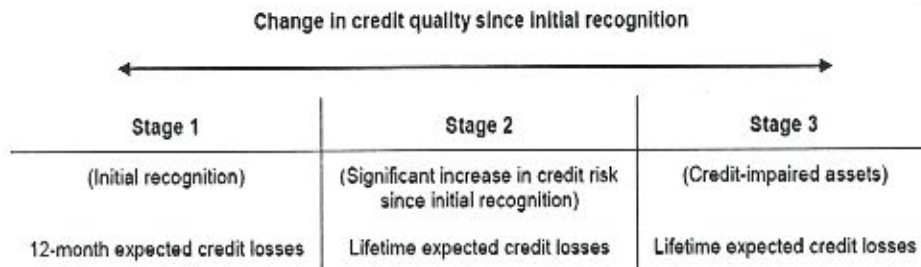 Change in credit quality since initial recognition
Stage 1
Stage 2
Stage 3
(Initial recognition)
(Significant increase in credit risk
since initial recognition)
(Credit-impaired assets)
12-month expected credit losses
Lifetime expected credit losses
Lifetime expected credit losses